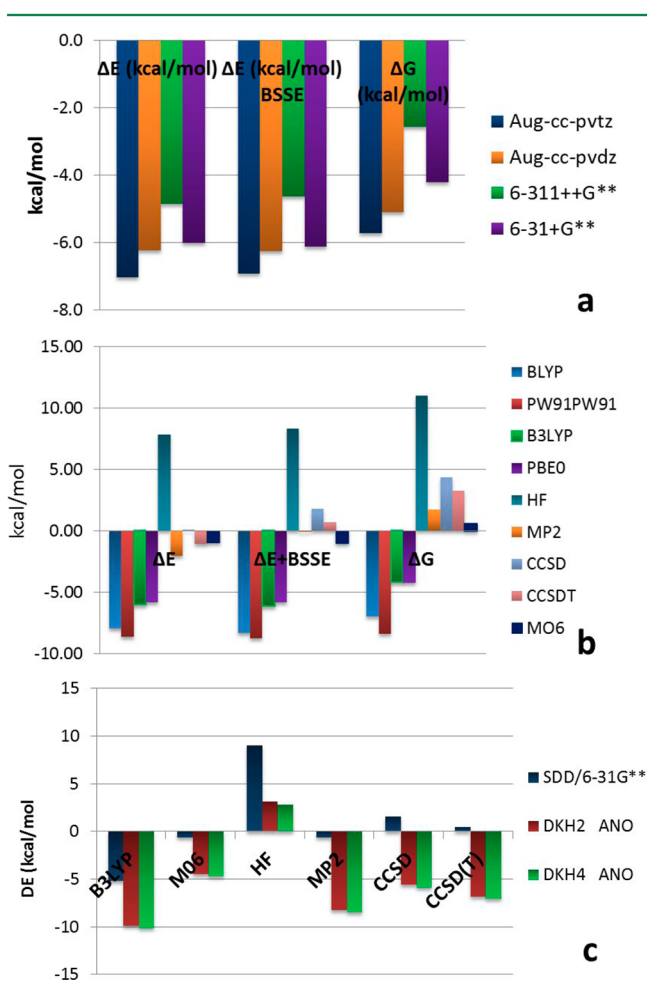 0.0
-2.0
-4.0
-6.0
-8.0
kcal/mol
ΔE (kcal/mol)
ΔE (kcal/mol)
BSSE
ΔG
(kcal/mol)
Aug-cc-pvtz
Aug-cc-pvdz
6-311++G**
6-31+G**
a
15.00
10.00
5.00
0.00
-5.00
-10.00
kcal/mol
ΔE
ΔE+BSSE
ΔG
BLYP
PW91PW91
B3LYP
PBE0
HF
MP2
CCSD
CCSDT
MO6
b
15
10
5
0
-5
-10
-15
DE (kcal/mol)
B3LYP
M06
HF
MP2
CCSD
CCSD(T)
SDD/6-31G**
DKH2 ANO
DKH4 ANO
c